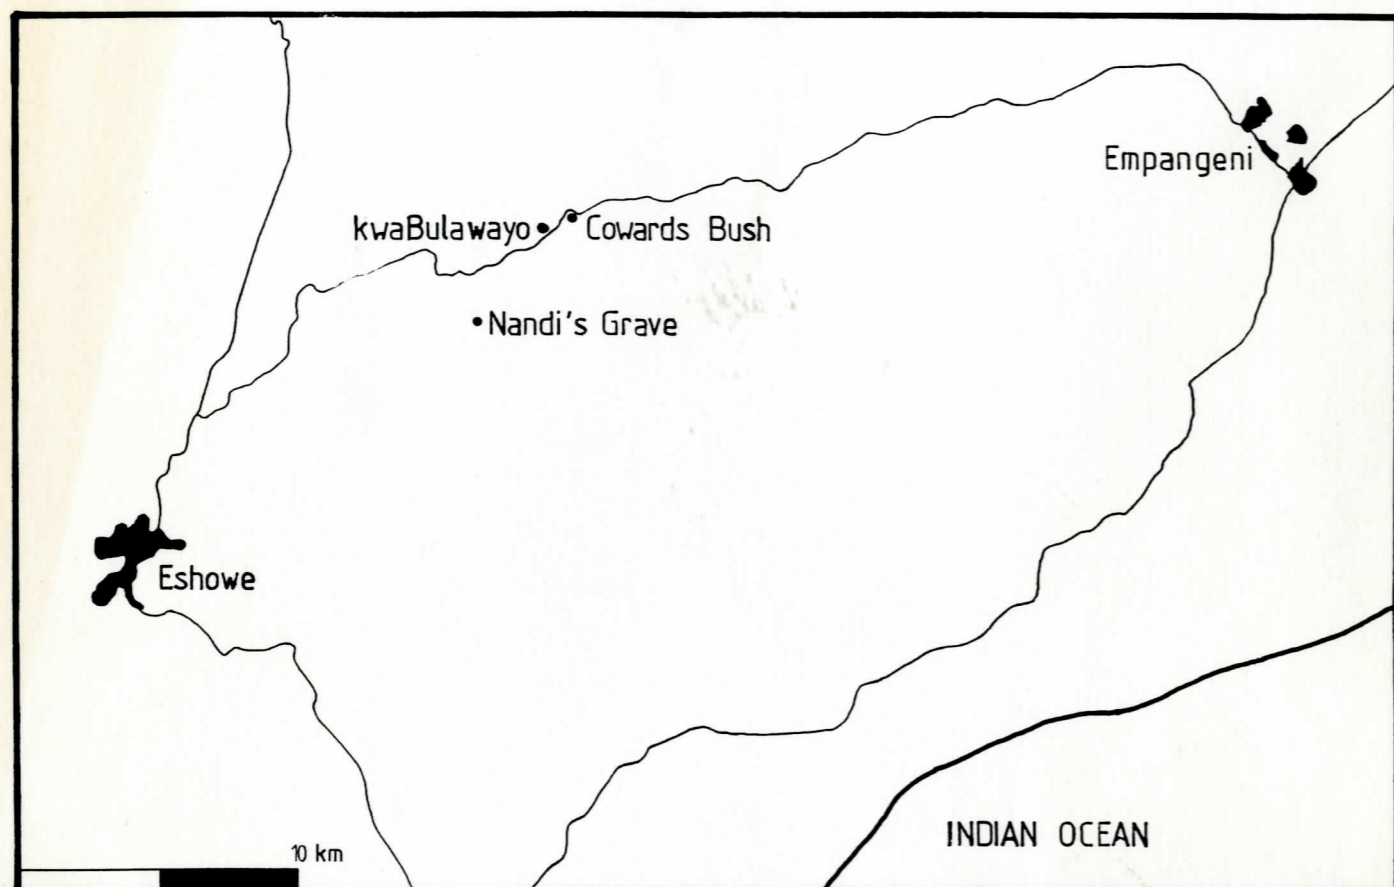 Empangeni
kwaBulawayo
Cowards Bush
Nandi's Grave
Eshowe
INDIAN OCEAN
10 km